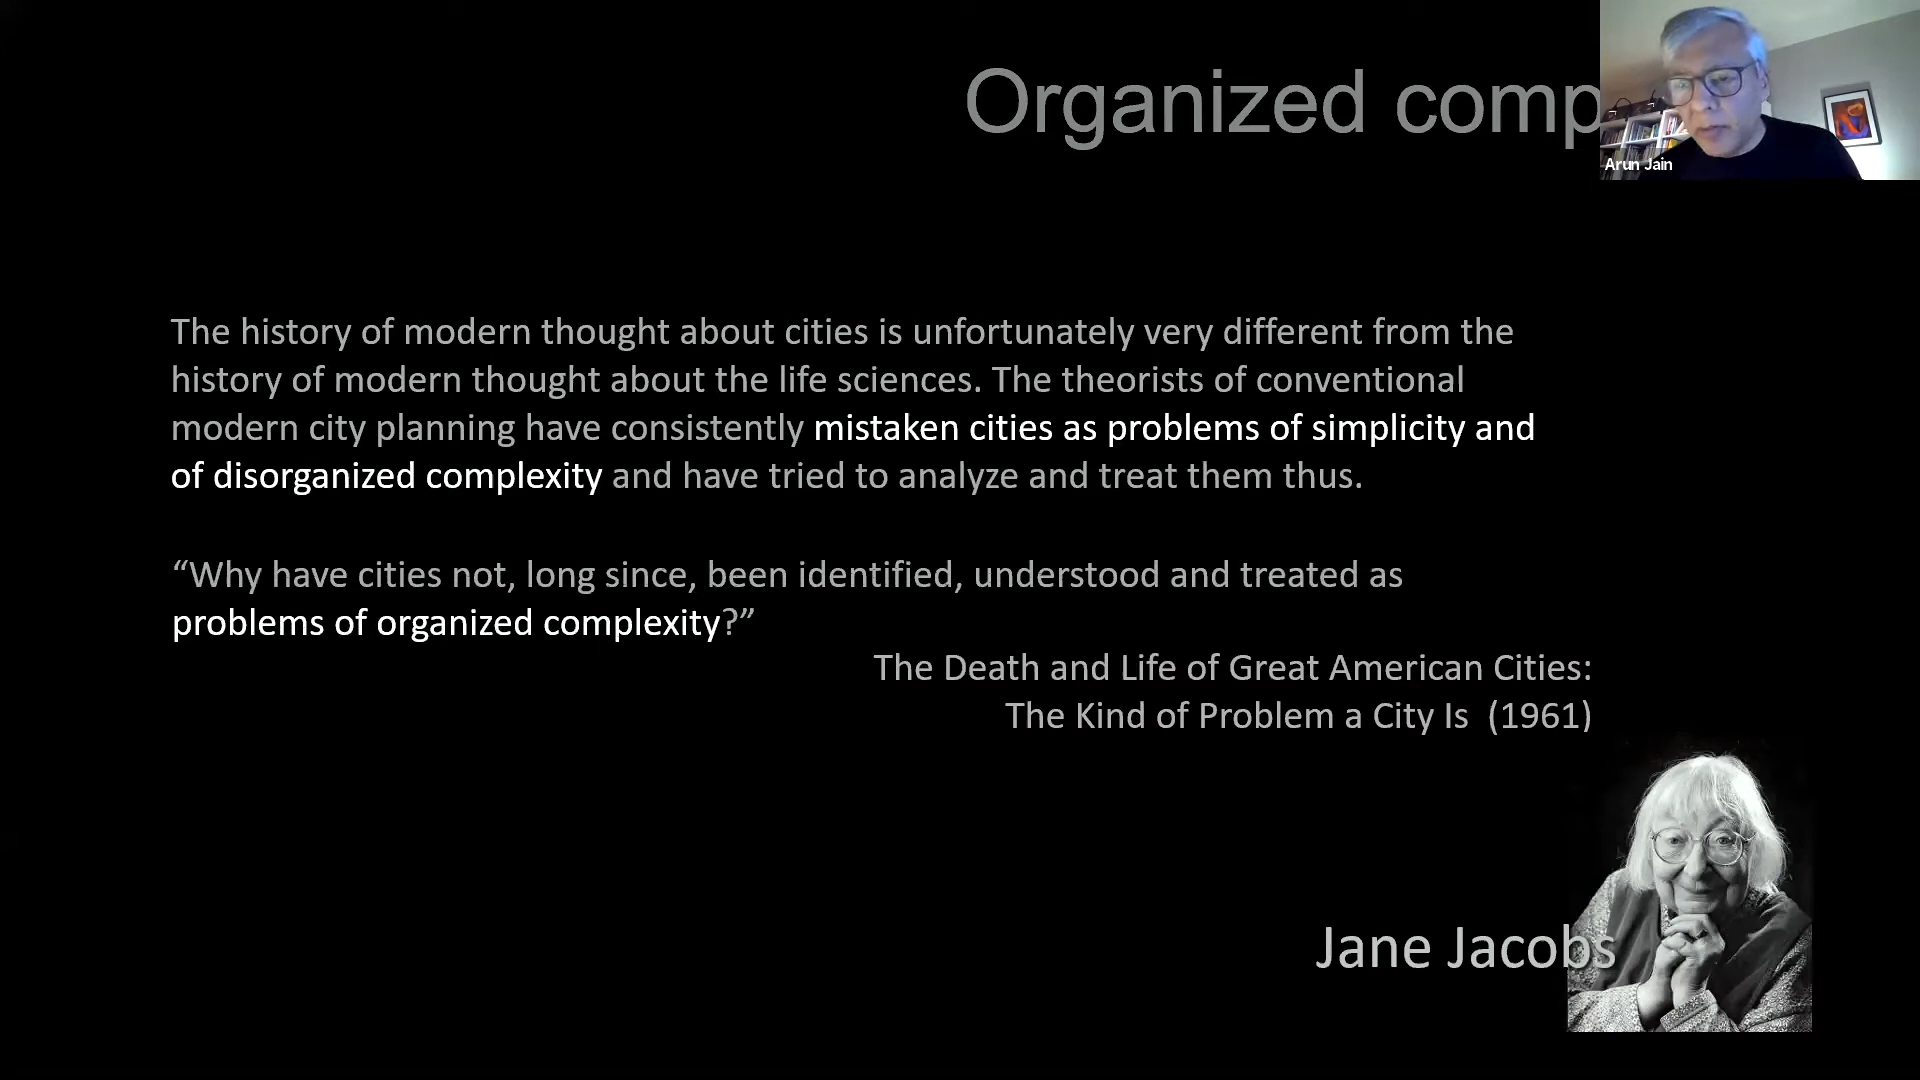 Organized comp
Arun Jain
The history of modern thought about cities is unfortunately very different from the
history of modern thought about the life sciences. The theorists of conventional
modern city planning have consistently mistaken cities as problems of simplicity and
of disorganized complexity and have tried to analyze and treat them thus.
“Why have cities not, long since, been identified, understood and treated as
problems of organized complexity?”
The Death and Life of Great American Cities:
The Kind of Problem a City Is (1961)
Jane Jacobs